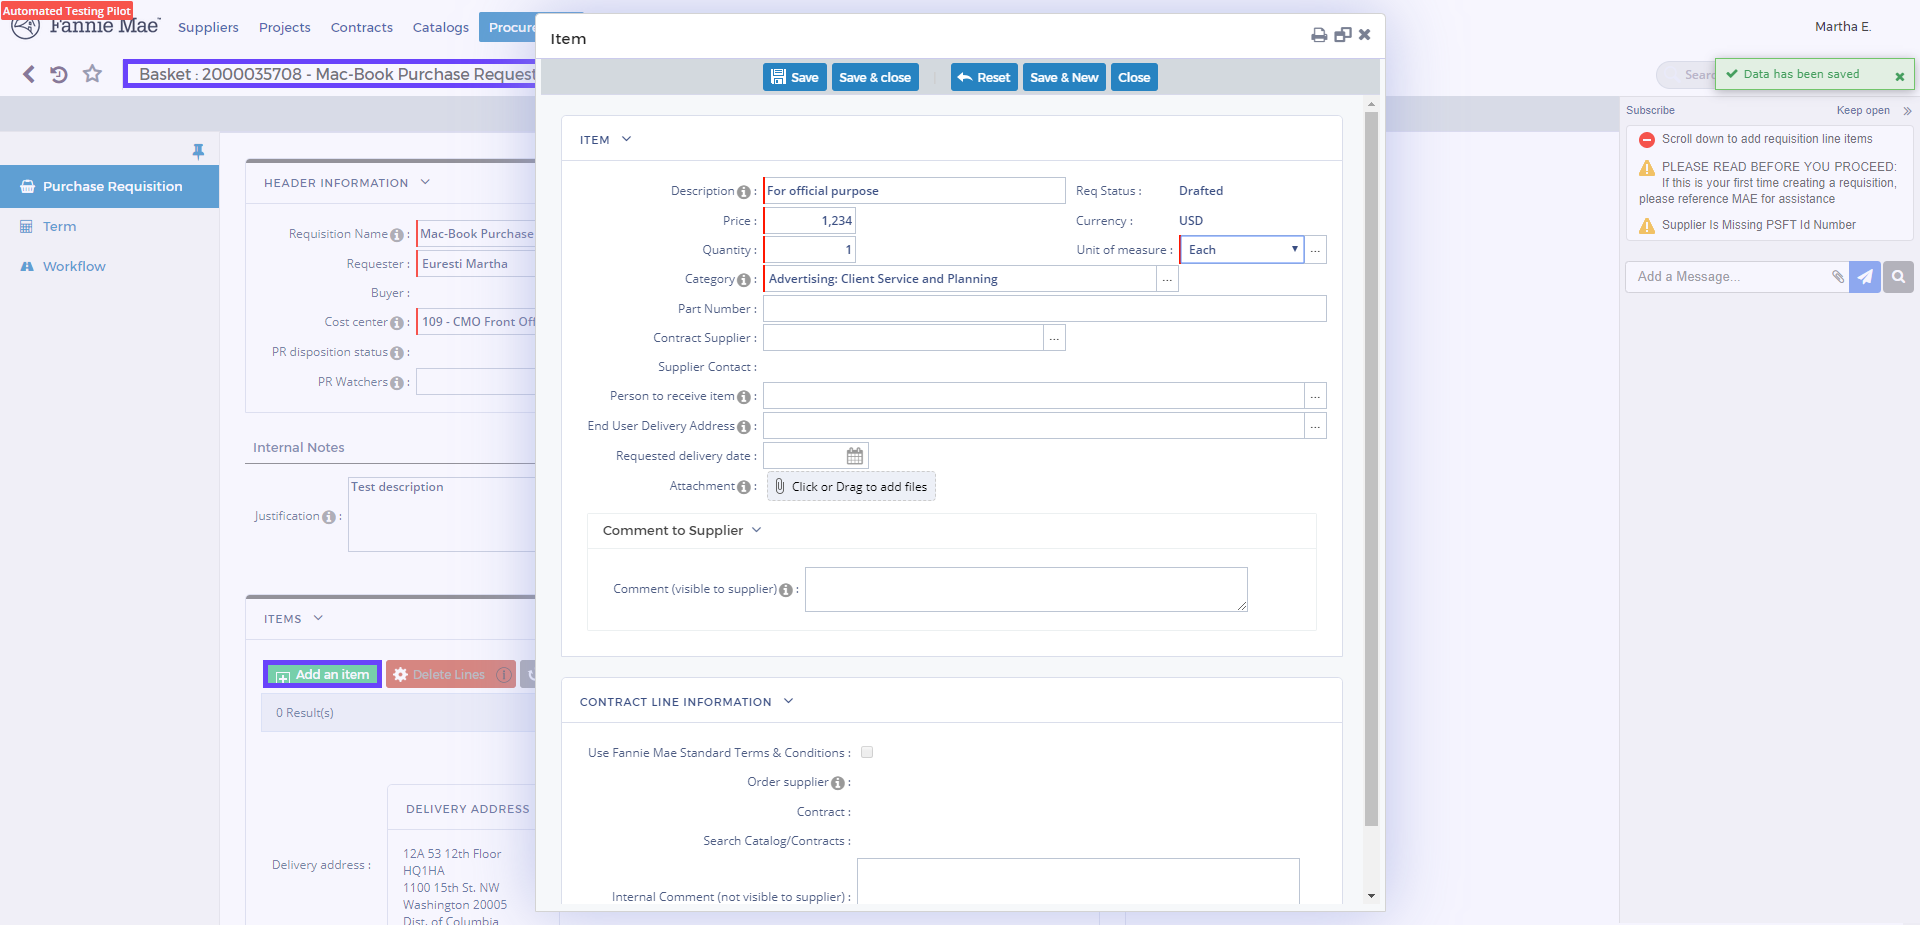 Automated Testing Pilot
Fannie Mae
Suppliers
Projects
Contracts
Catalogs
Martha E.
Basket : 2000035708 - Mac-Book Purchase Request
Data has been saved
Item
Save
Save & close
Reset
Save & New
Close
Purchase Requisition
Term
Workflow
HEADER INFORMATION
Requisition Name : Mac-Book Purchase
Requester : Euresti Martha
Buyer :
Cost center : 109 - CMO Front Off
PR disposition status :
PR Watchers :
Internal Notes
Justification : Test description
ITEMS
Add an item
Delete Lines
0 Result(s)
DELIVERY ADDRESS
Delivery address :
12A 53 12th Floor
HQ1HA
1100 15th St. NW
Washington 20005
Dist. of Columbia
ITEM
Description : For official purpose
Req Status : Drafted
Price : 1,234
Currency : USD
Quantity : 1
Unit of measure : Each ...
Category : Advertising: Client Service and Planning ...
Part Number :
Contract Supplier : ...
Supplier Contact :
Person to receive item : ...
End User Delivery Address : ...
Requested delivery date :
Attachment : Click or Drag to add files
Comment to Supplier
Comment (visible to supplier) :
CONTRACT LINE INFORMATION
Use Fannie Mae Standard Terms & Conditions :
Order supplier :
Contract :
Search Catalog/Contracts :
Internal Comment (not visible to supplier) :
Subscribe
Keep open
Scroll down to add requisition line items
PLEASE READ BEFORE YOU PROCEED:
If this is your first time creating a requisition,
please reference MAE for assistance
Supplier Is Missing PSFT Id Number
Add a Message...